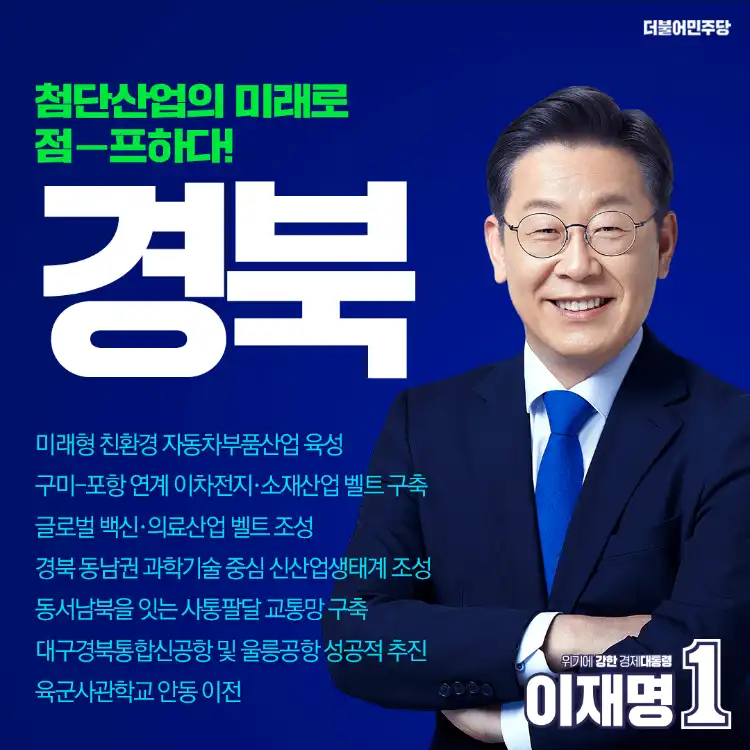 더불어민주당
첨단산업의 미래로
점-프하다!
경북
미래형 친환경 자동차부품산업 육성
구미-포항 연계 이차전지·소재산업 벨트 구축
글로벌 백신·의료산업 벨트 조성
경북 동남권 과학기술 중심 신산업생태계 조성
동서남북을 잇는 사통팔달 교통망 구축
대구경북통합신공항 및 울릉공항 성공적 추진
육군사관학교 안동 이전
위기에 강한 경제대통령
이재명 1